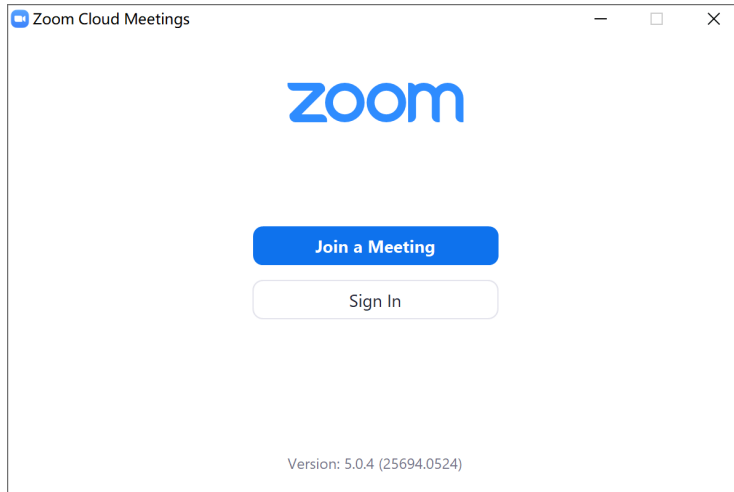 Zoom Cloud Meetings
zoom
Join a Meeting
Sign In
Version: 5.0.4 (25694.0524)